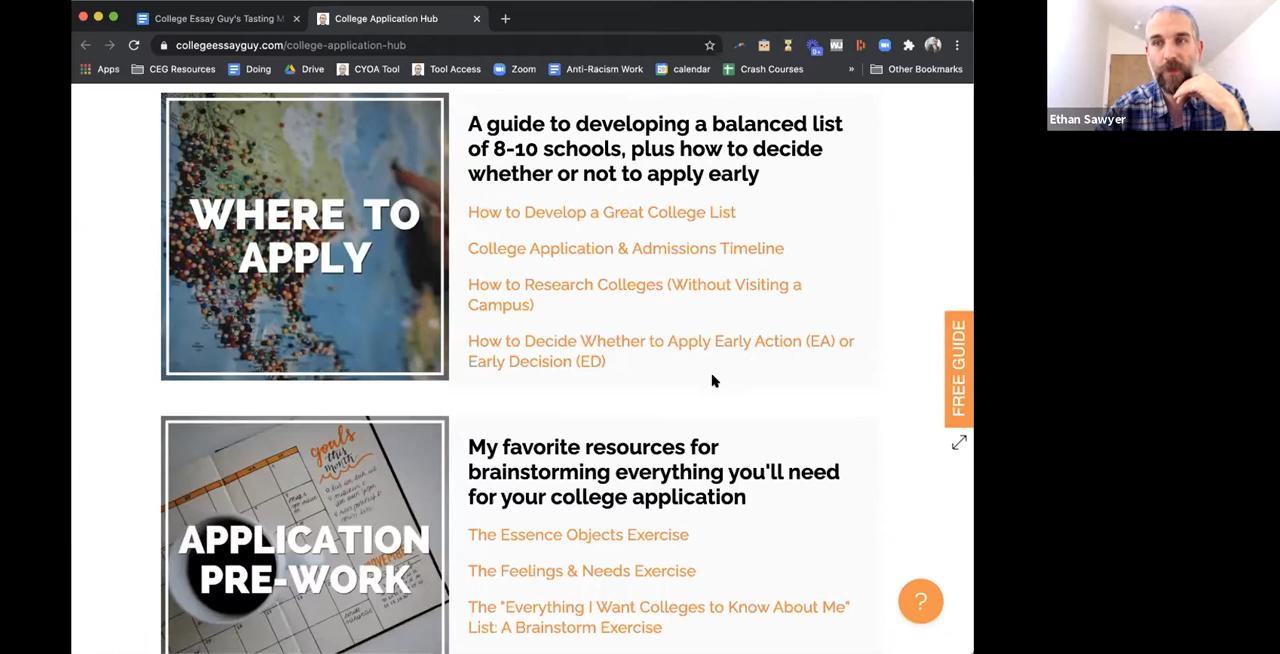 College Essay Guy's Tasting M
College Application Hub
collegeessayguy.com/college-application-hub
9+
Apps
CEG Resources
Doing
Drive
CYOA Tool
Tool Access
Zoom
Anti-Racism Work
calendar
Crash Courses
»
Other Bookmarks
Ethan Sawyer
WHERE TO
APPLY
A guide to developing a balanced list
of 8-10 schools, plus how to decide
whether or not to apply early
How to Develop a Great College List
College Application & Admissions Timeline
How to Research Colleges (Without Visiting a
Campus)
How to Decide Whether to Apply Early Action (EA) or
Early Decision (ED)
FREE GUIDE
goals
this
month
APPLICATION
PRE-WORK
My favorite resources for
brainstorming everything you'll need
for your college application
The Essence Objects Exercise
The Feelings & Needs Exercise
The "Everything I Want Colleges to Know About Me"
List: A Brainstorm Exercise
?